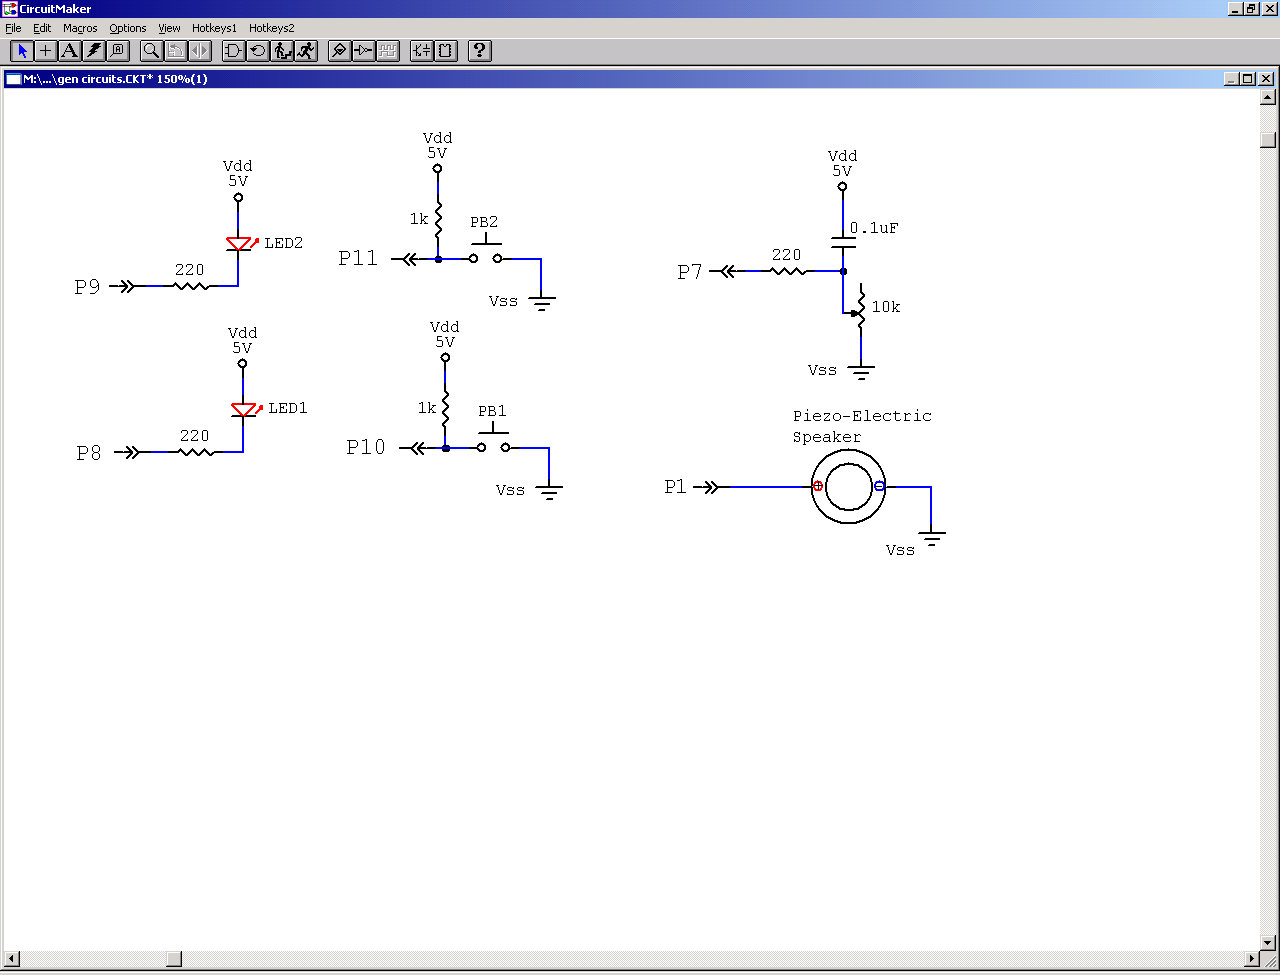 CircuitMaker
File Edit Macros Options View Hotkeys1 Hotkeys2
M:\...\gen circuits.CKT* 150%(1)
Vdd
5V
LED2
220
P9
Vdd
5V
LED1
220
P8
Vdd
5V
1k
PB2
P11
Vss
Vdd
5V
1k
PB1
P10
Vss
Vdd
5V
0.1uF
220
P7
10k
Vss
Piezo-Electric
Speaker
P1
Vss